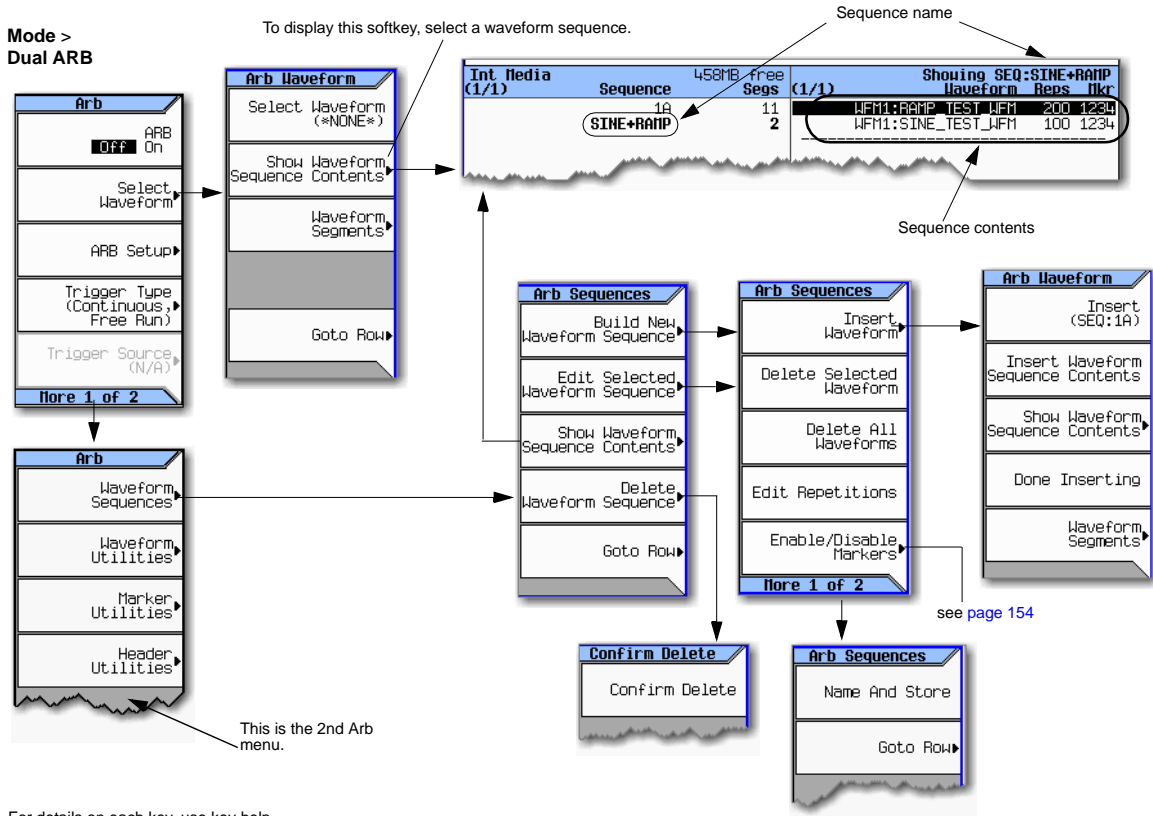 Mode >
Dual ARB
To display this softkey, select a waveform sequence.
Sequence name
Arb
ARB
Off On
Select
Waveform
ARB Setup
Trigger Type
(Continuous,
Free Run)
Trigger Source
(N/A)
More 1 of 2
Arb Waveform
Select Waveform
(*NONE*)
Show Waveform
Sequence Contents
Waveform
Segments
Goto Row
Int Media 458MB free
(1/1) Sequence Segs
1A 11
SINE+RAMP 2
Showing SEQ:SINE+RAMP
(1/1) Waveform Reps Mkr
WFM1:RAMP_TEST_WFM 200 1234
WFM1:SINE_TEST_WFM 100 1234
Sequence contents
Arb
Waveform
Sequences
Waveform
Utilities
Marker
Utilities
Header
Utilities
This is the 2nd Arb
menu.
Arb Sequences
Build New
Waveform Sequence
Edit Selected
Waveform Sequence
Show Waveform
Sequence Contents
Delete
Waveform Sequence
Goto Row
Arb Sequences
Insert
Waveform
Delete Selected
Waveform
Delete All
Waveforms
Edit Repetitions
Enable/Disable
Markers
More 1 of 2
Arb Waveform
Insert
(SEQ:1A)
Insert Waveform
Sequence Contents
Show Waveform
Sequence Contents
Done Inserting
Waveform
Segments
see page 154
Confirm Delete
Confirm Delete
Arb Sequences
Name And Store
Goto Row
For details on each key, use key help